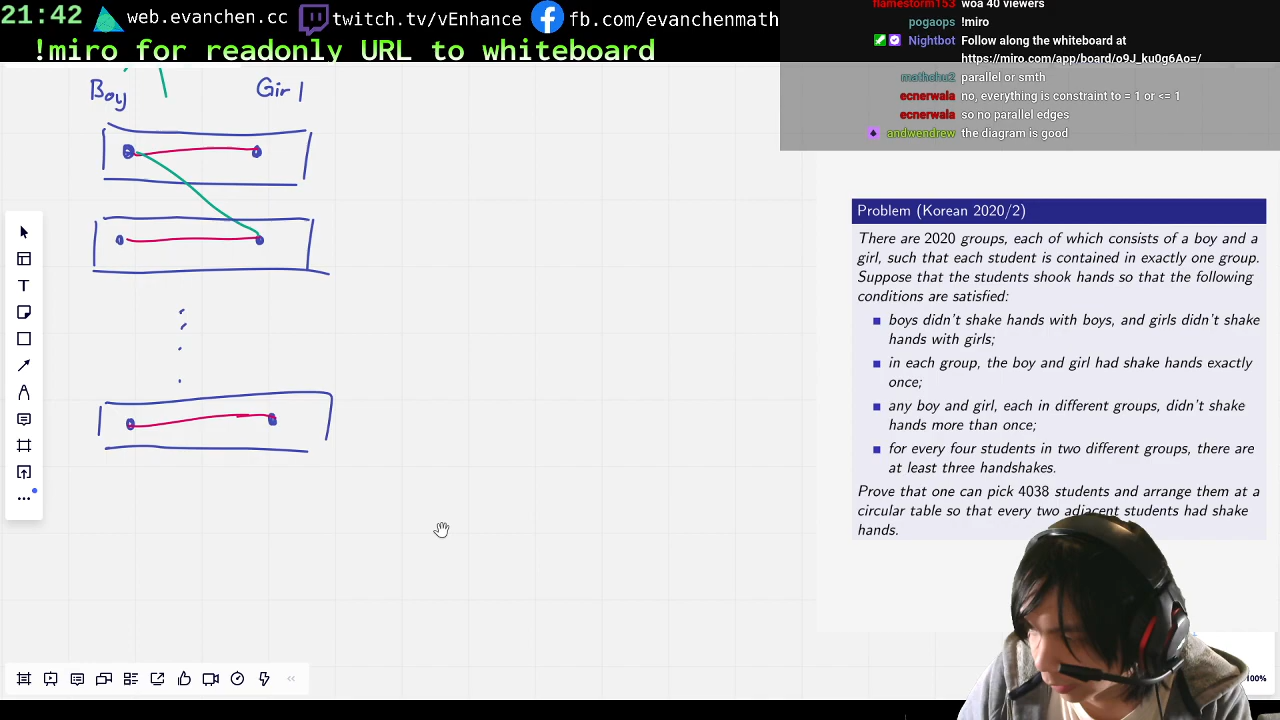 21:42 web.evanchen.cc twitch.tv/vEnhance fb.com/evanchenmath
!miro for readonly URL to whiteboard
flamestorm153 woa 40 viewers
pogaops !miro
Nightbot Follow along the whiteboard at
https://miro.com/app/board/o9J_ku0g6Ao=/
mathchu2 parallel or smth
ecnerwala no, everything is constraint to = 1 or <= 1
ecnerwala so no parallel edges
andwendrew the diagram is good
Boy Girl
Problem (Korean 2020/2)
There are 2020 groups, each of which consists of a boy and a
girl, such that each student is contained in exactly one group.
Suppose that the students shook hands so that the following
conditions are satisfied:
boys didn't shake hands with boys, and girls didn't shake
hands with girls;
in each group, the boy and girl had shake hands exactly
once;
any boy and girl, each in different groups, didn't shake
hands more than once;
for every four students in two different groups, there are
at least three handshakes.
Prove that one can pick 4038 students and arrange them at a
circular table so that every two adjacent students had shake
hands.
100%